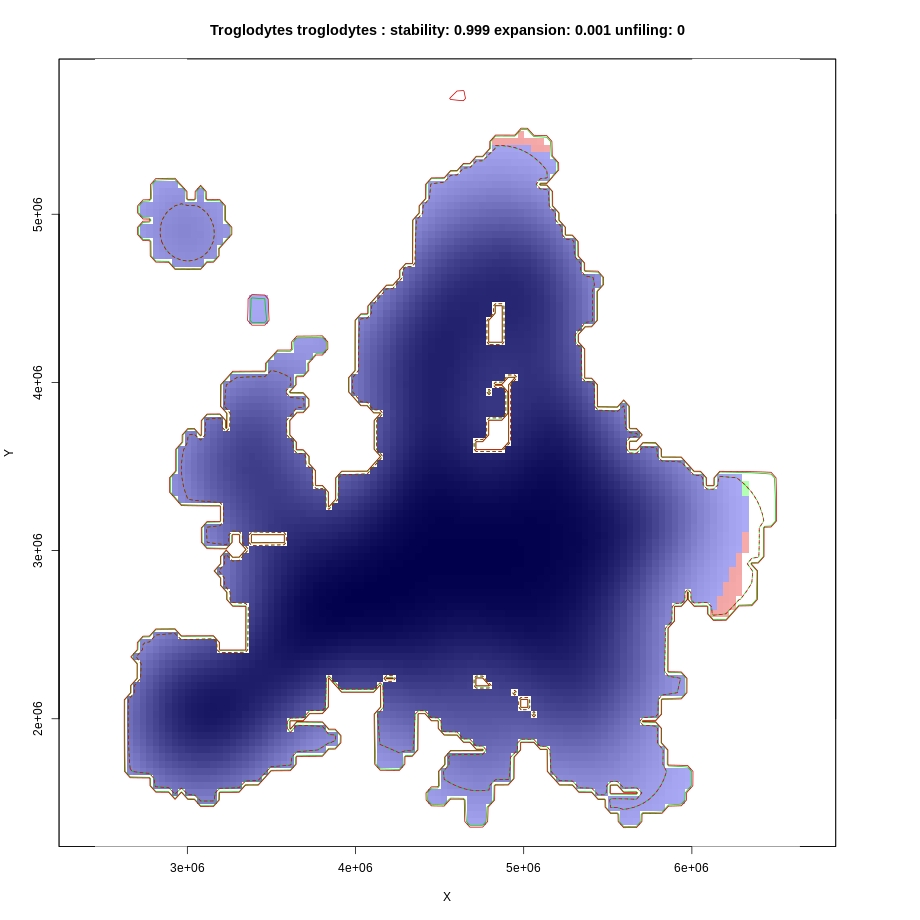 Troglodytes troglodytes : stability: 0.999 expansion: 0.001 unfiling: 0
5e+06
4e+06
Y
3e+06
2e+06
3e+06 4e+06 5e+06 6e+06
X